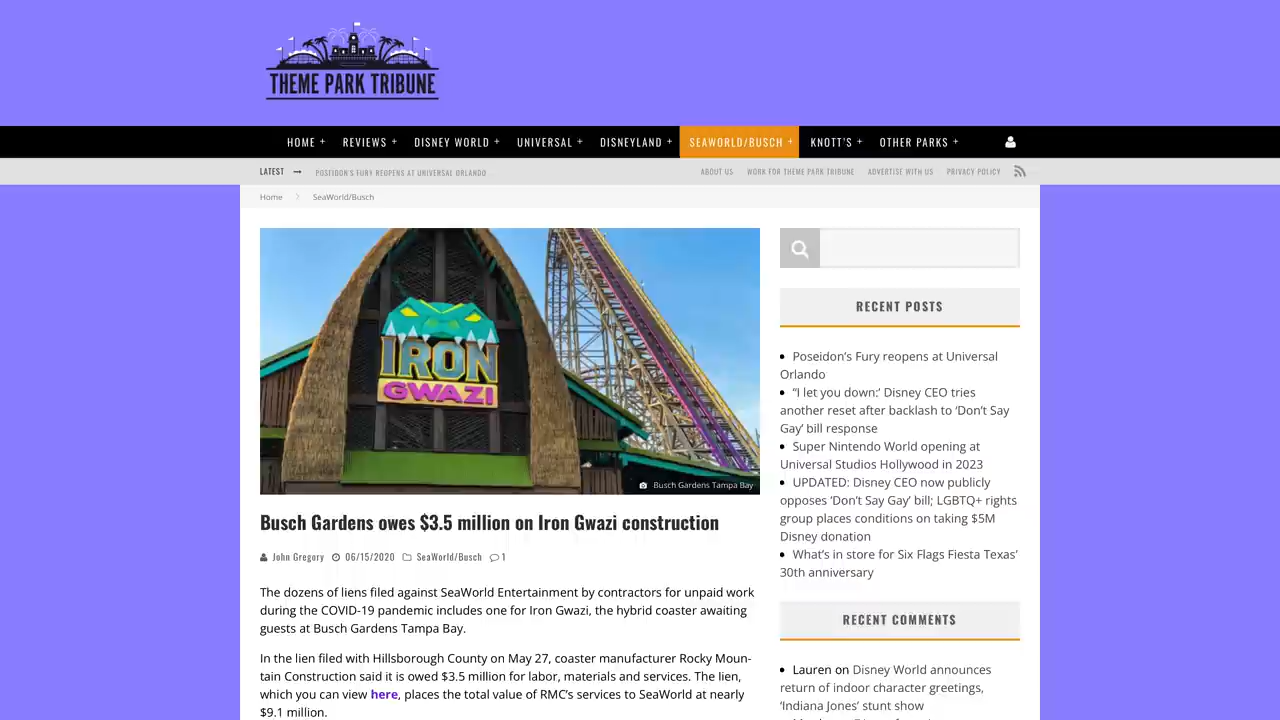 THEME PARK TRIBUNE
HOME + REVIEWS + DISNEY WORLD + UNIVERSAL + DISNEYLAND + SEAWORLD/BUSCH + KNOTT'S + OTHER PARKS +
LATEST POSEIDON'S FURY REOPENS AT UNIVERSAL ORLANDO ABOUT US WORK FOR THEME PARK TRIBUNE ADVERTISE WITH US PRIVACY POLICY
Home SeaWorld/Busch
IRON
GWAZI
Busch Gardens Tampa Bay
Busch Gardens owes $3.5 million on Iron Gwazi construction
John Gregory 06/15/2020 SeaWorld/Busch 1
The dozens of liens filed against SeaWorld Entertainment by contractors for unpaid work
during the COVID-19 pandemic includes one for Iron Gwazi, the hybrid coaster awaiting
guests at Busch Gardens Tampa Bay.
In the lien filed with Hillsborough County on May 27, coaster manufacturer Rocky Moun-
tain Construction said it is owed $3.5 million for labor, materials and services. The lien,
which you can view here, places the total value of RMC's services to SeaWorld at nearly
$9.1 million.
RECENT POSTS
• Poseidon's Fury reopens at Universal
Orlando
• “I let you down:’ Disney CEO tries
another reset after backlash to ‘Don’t Say
Gay’ bill response
• Super Nintendo World opening at
Universal Studios Hollywood in 2023
• UPDATED: Disney CEO now publicly
opposes ‘Don’t Say Gay’ bill; LGBTQ+ rights
group places conditions on taking $5M
Disney donation
• What’s in store for Six Flags Fiesta Texas’
30th anniversary
RECENT COMMENTS
• Lauren on Disney World announces
return of indoor character greetings,
‘Indiana Jones’ stunt show